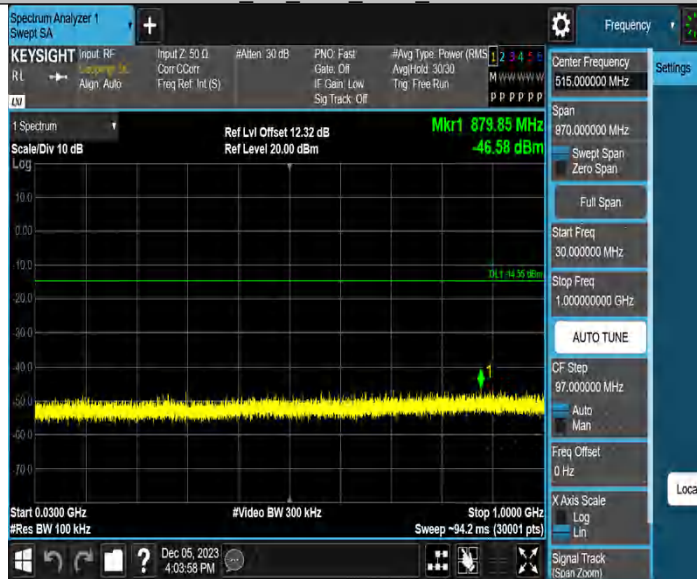 Spectrum Analyzer 1
Swept SA
+
Frequency
KEYSIGHT
RL
Input: RF
Coupling: DC
Align: Auto
Input Z: 50 Ω
Corr CCorr
Freq Ref: Int (S)
#Atten: 30 dB
PNO: Fast
Gate: Off
IF Gain: Low
Sig Track: Off
#Avg Type: Power (RMS
Avg|Hold: 30/30
Trig: Free Run
1 2 3 4 5 6
M W W W W W
P P P P P P
LXI
1 Spectrum
Scale/Div 10 dB
Log
Ref Lvl Offset 12.32 dB
Ref Level 20.00 dBm
Mkr1 879.85 MHz
-46.58 dBm
10.0
0.00
-10.0
-20.0
-30.0
-40.0
-50.0
-60.0
-70.0
DL1 -14.55 dBm
1
Start 0.0300 GHz
#Res BW 100 kHz
#Video BW 300 kHz
Stop 1.0000 GHz
Sweep ~94.2 ms (30001 pts)
?
Dec 05, 2023
4:03:58 PM
Center Frequency
515.000000 MHz
Settings
Span
970.000000 MHz
Swept Span
Zero Span
Full Span
Start Freq
30.000000 MHz
Stop Freq
1.000000000 GHz
AUTO TUNE
CF Step
97.000000 MHz
Auto
Man
Freq Offset
0 Hz
X Axis Scale
Log
Lin
Signal Track
(Span Zoom)
Loca